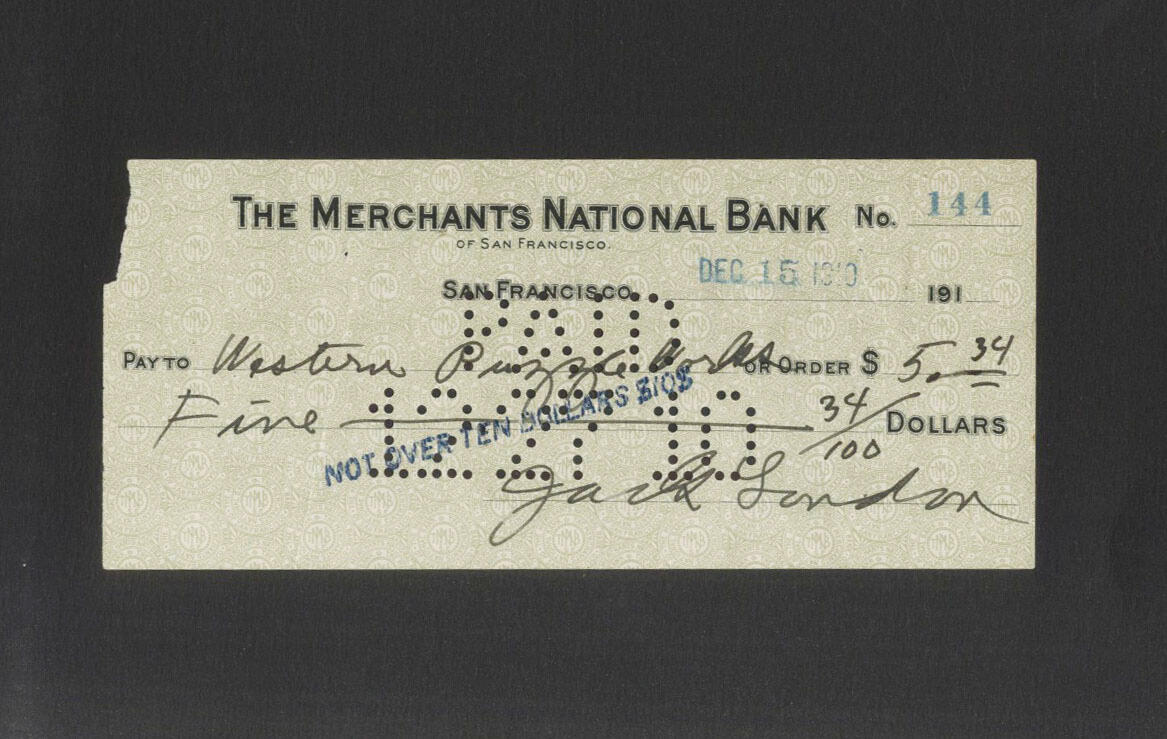 THE MERCHANTS NATIONAL BANK No. 144
OF SAN FRANCISCO.
SAN FRANCISCO, DEC 15 1910 191
PAID
PAY TO Western Puzzle Works OR ORDER $ 5.34
Five 34/100 DOLLARS
NOT OVER TEN DOLLARS $10$
Jack London